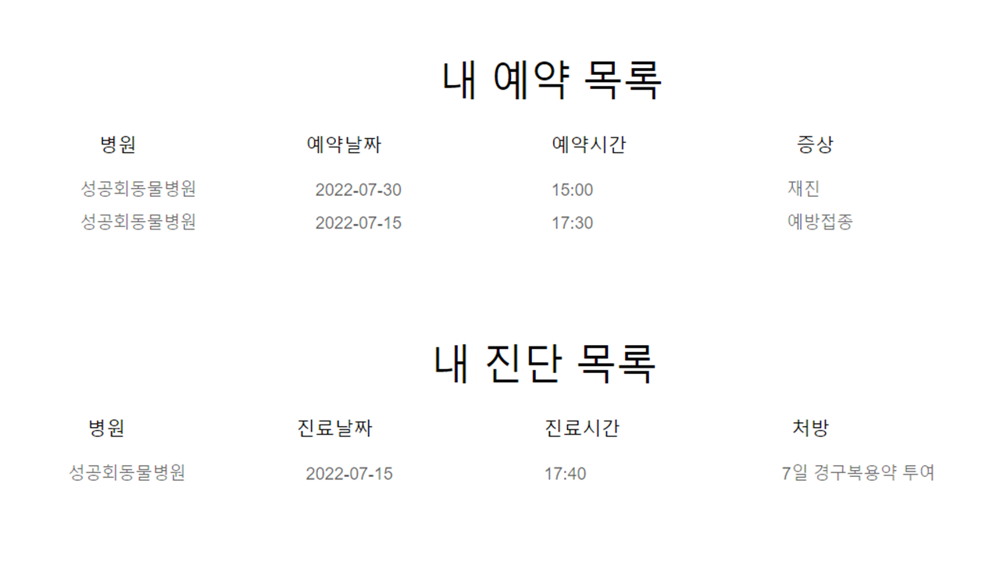 내 예약 목록
병원 예약날짜 예약시간 증상
성공회동물병원 2022-07-30 15:00 재진
성공회동물병원 2022-07-15 17:30 예방접종
내 진단 목록
병원 진료날짜 진료시간 처방
성공회동물병원 2022-07-15 17:40 7일 경구복용약 투여